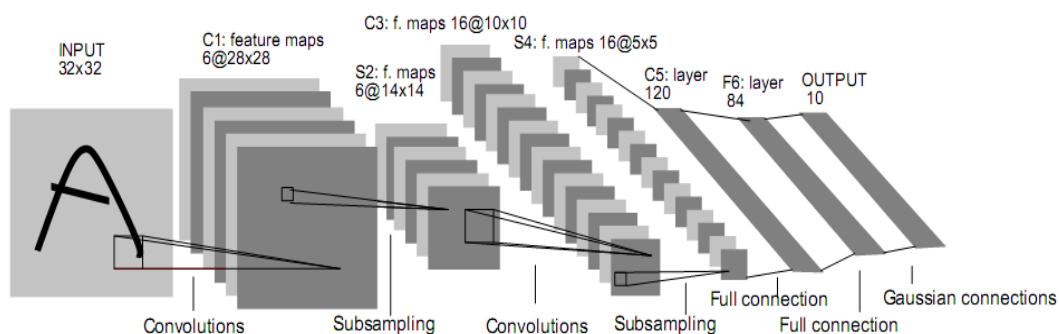 INPUT
32x32
C1: feature maps
6@28x28
S2: f. maps
6@14x14
C3: f. maps 16@10x10
S4: f. maps 16@5x5
C5: layer
120
F6: layer
84
OUTPUT
10
Convolutions
Subsampling
Convolutions
Subsampling
Full connection
Full connection
Gaussian connections